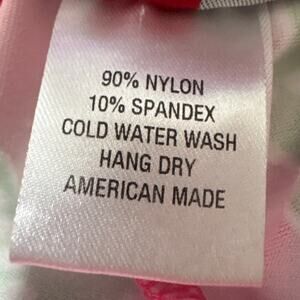 90% NYLON
10% SPANDEX
COLD WATER WASH
HANG DRY
AMERICAN MADE